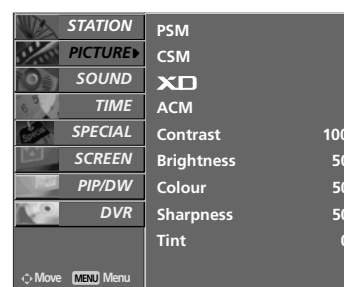 STATION
PICTURE
SOUND
TIME
SPECIAL
SCREEN
PIP/DW
DVR
Move MENU Menu
PSM
CSM
XD
ACM
Contrast 100
Brightness 50
Colour 50
Sharpness 50
Tint 0